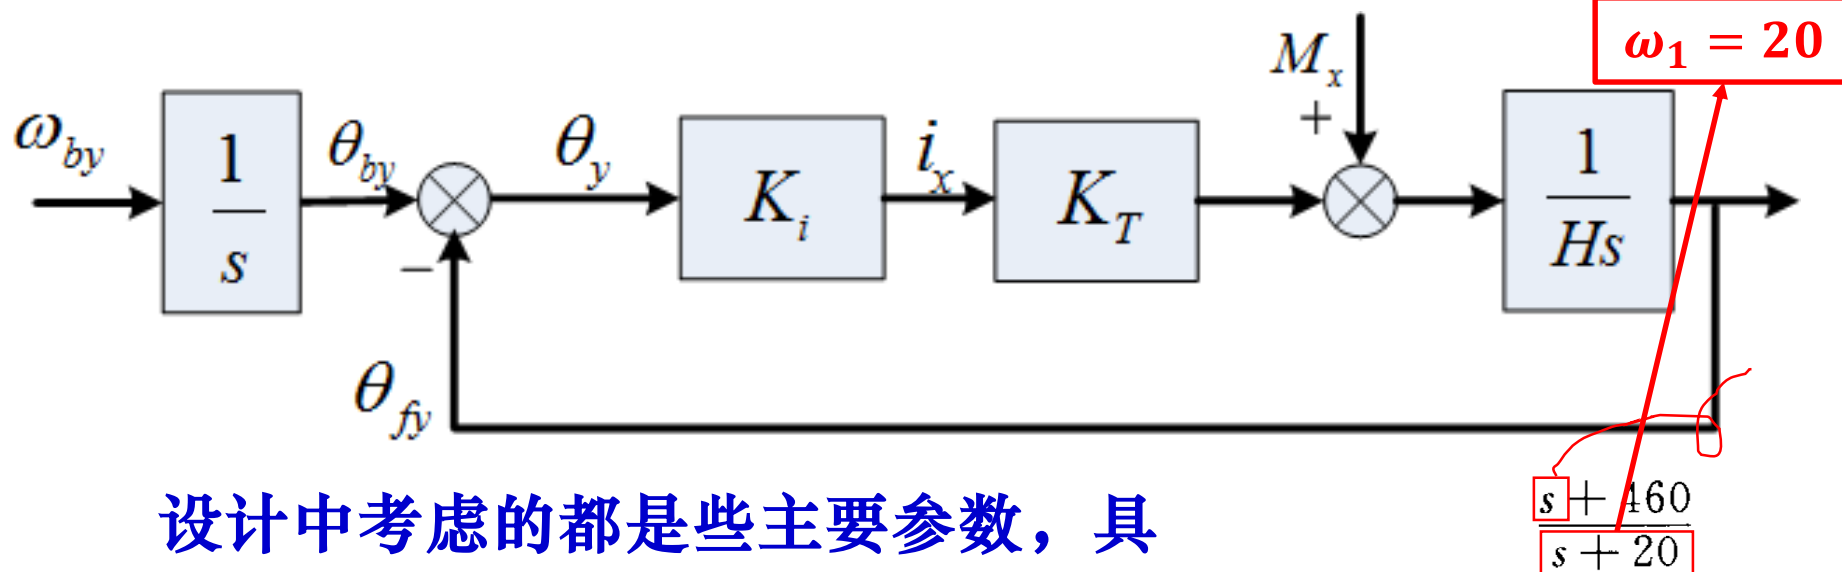 ω₁ = 20
M_x
+
ω_by
1/s
θ_by
θ_y
K_i
i_x
K_T
1/Hs
−
θ_fy
s + 460
s + 20
设计中考虑的都是些主要参数，具